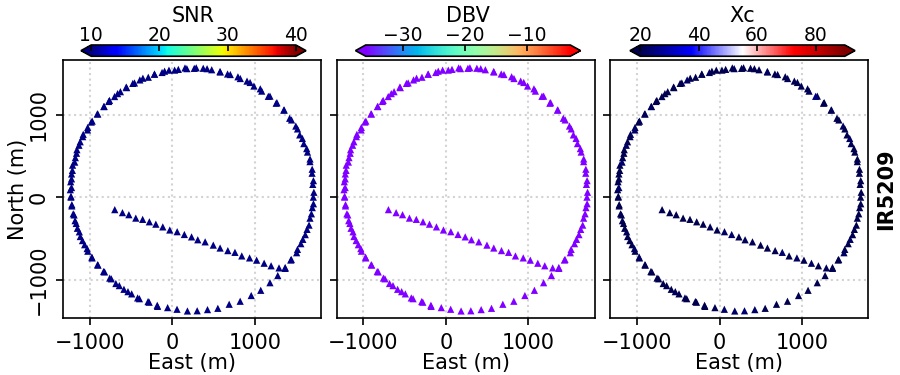 SNR DBV Xc
10 20 30 40 −30 −20 −10 20 40 60 80
North (m)
1000
0
−1000
−1000 0 1000 −1000 0 1000 −1000 0 1000
East (m) East (m) East (m)
IR5209